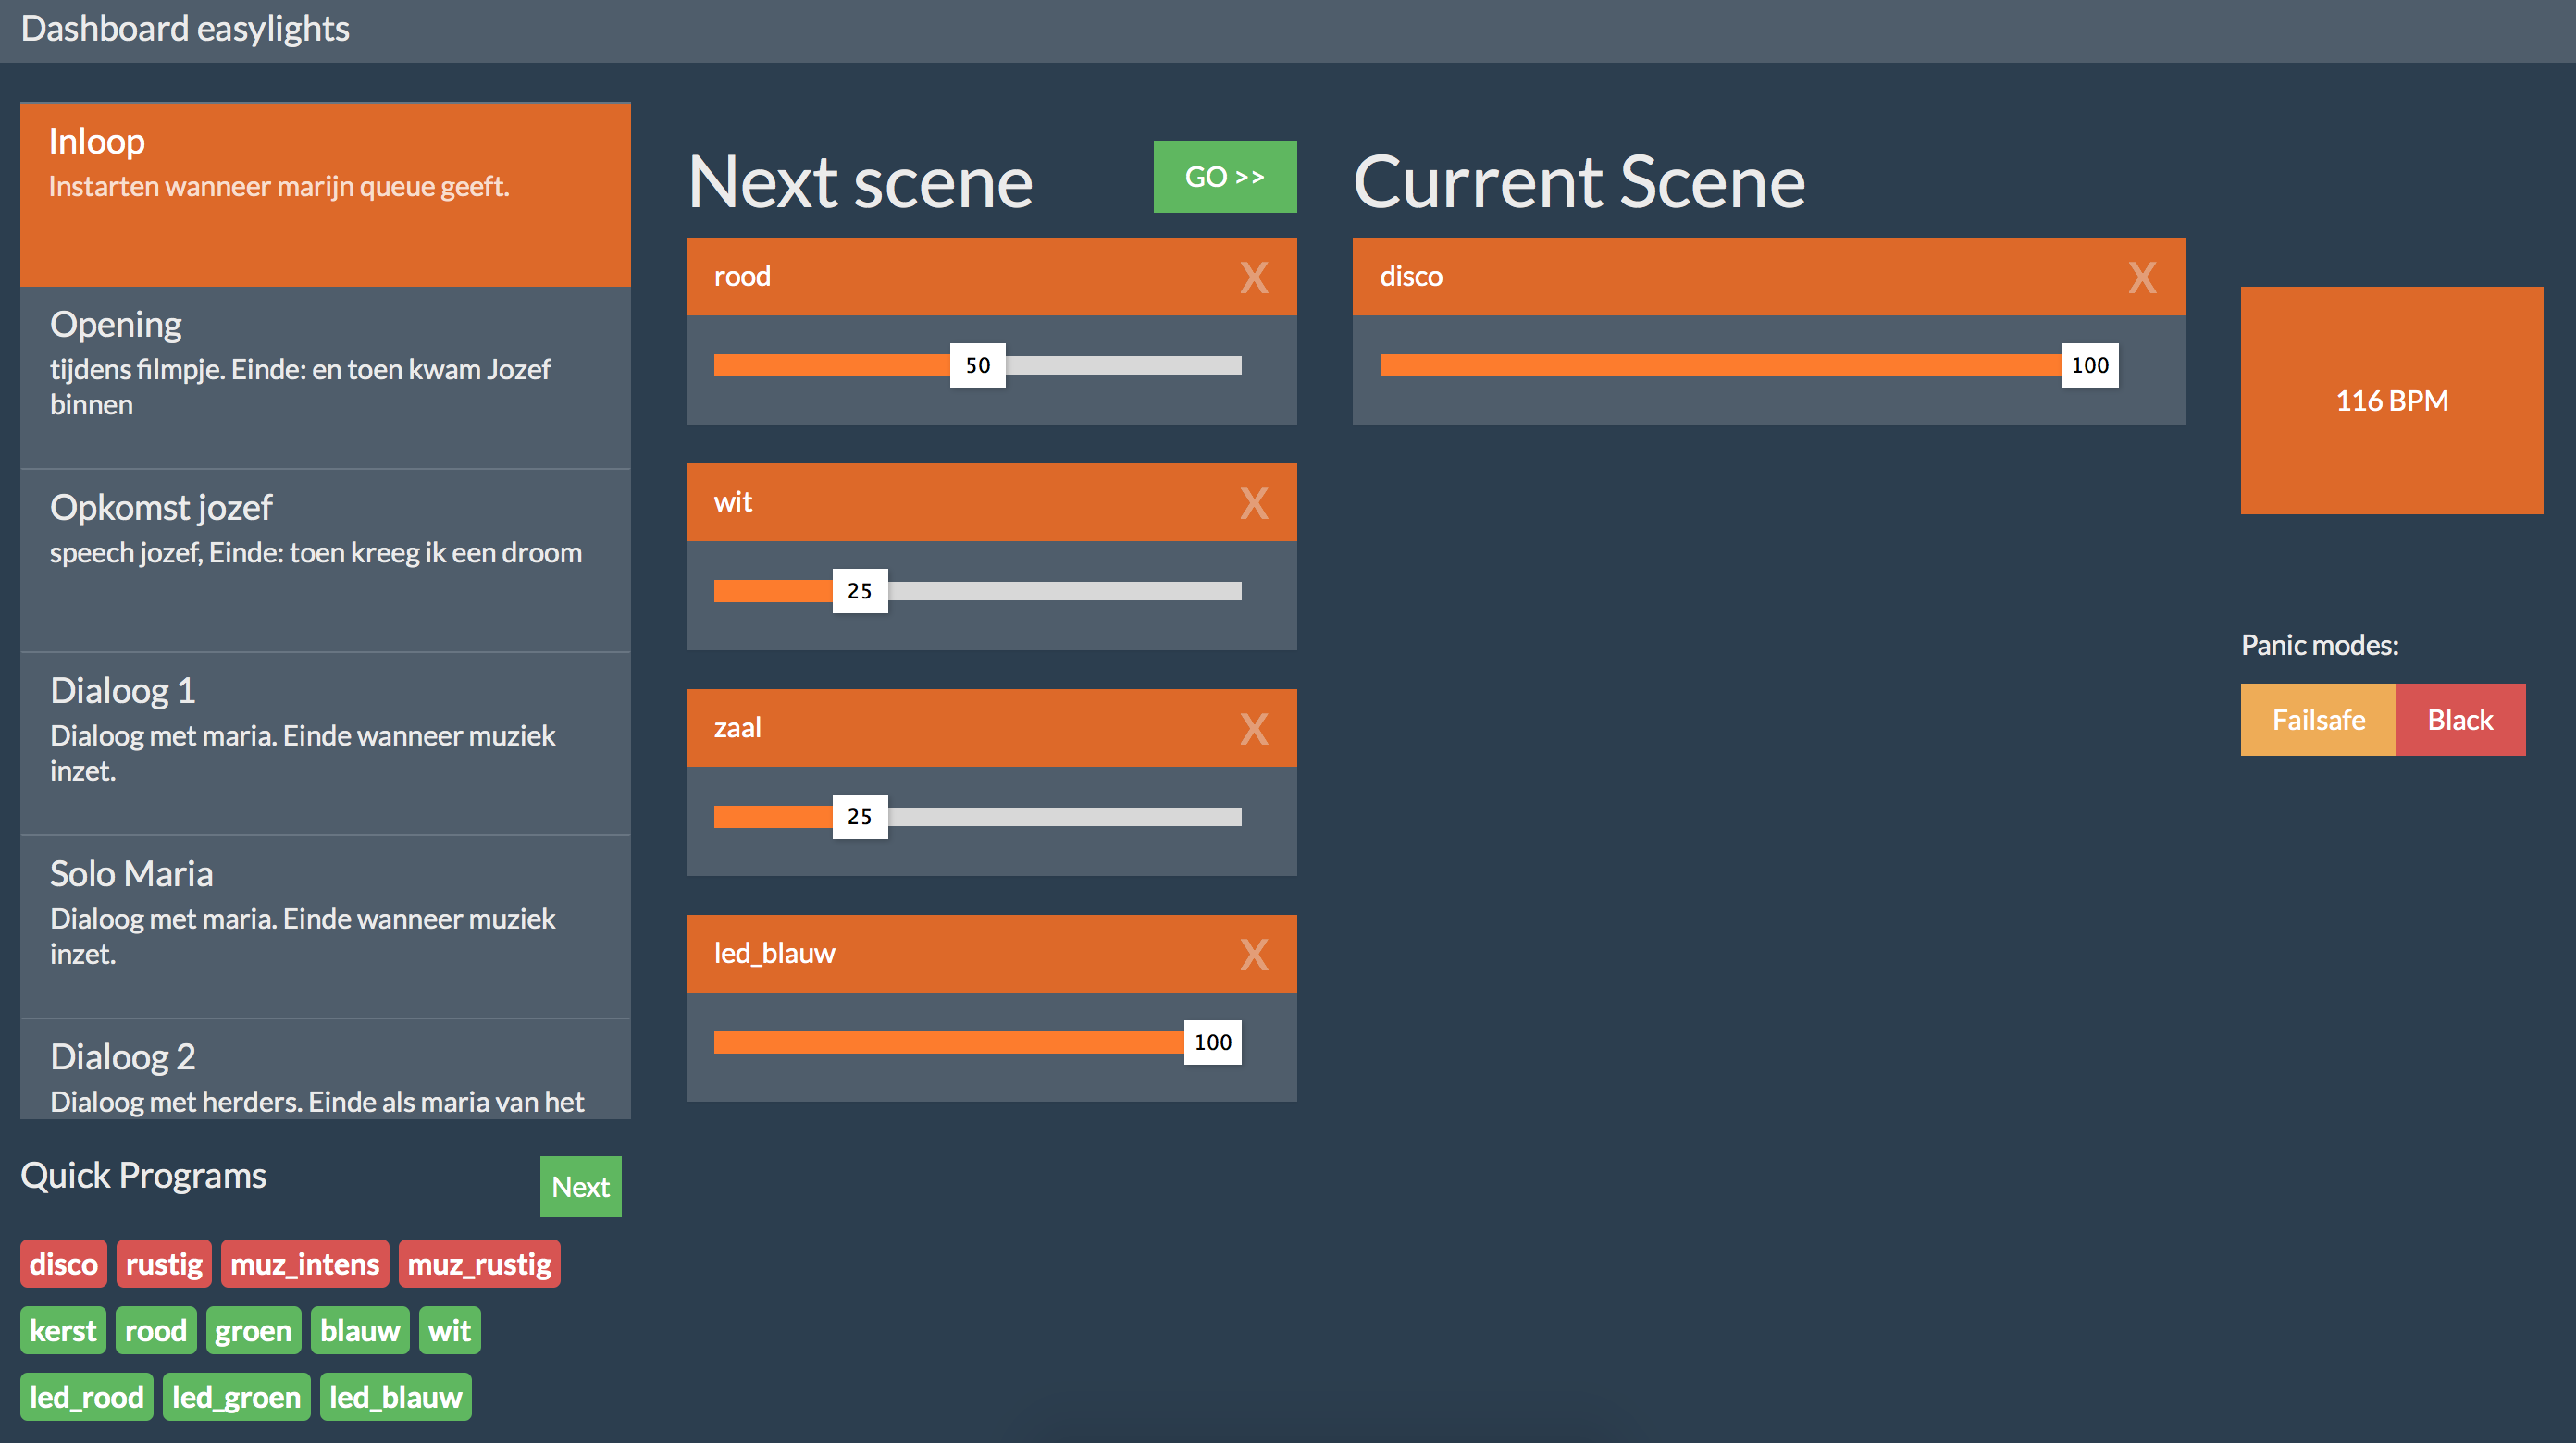 Dashboard easylights
Inloop
Instarten wanneer marijn queue geeft.
Opening
tijdens filmpje. Einde: en toen kwam Jozef
binnen
Opkomst jozef
speech jozef, Einde: toen kreeg ik een droom
Dialoog 1
Dialoog met maria. Einde wanneer muziek
inzet.
Solo Maria
Dialoog met maria. Einde wanneer muziek
inzet.
Dialoog 2
Dialoog met herders. Einde als maria van het
Quick Programs
Next
disco rustig muz_intens muz_rustig
kerst rood groen blauw wit
led_rood led_groen led_blauw
Next scene
GO >>
rood X
50
wit X
25
zaal X
25
led_blauw X
100
Current Scene
disco X
100
116 BPM
Panic modes:
Failsafe Black